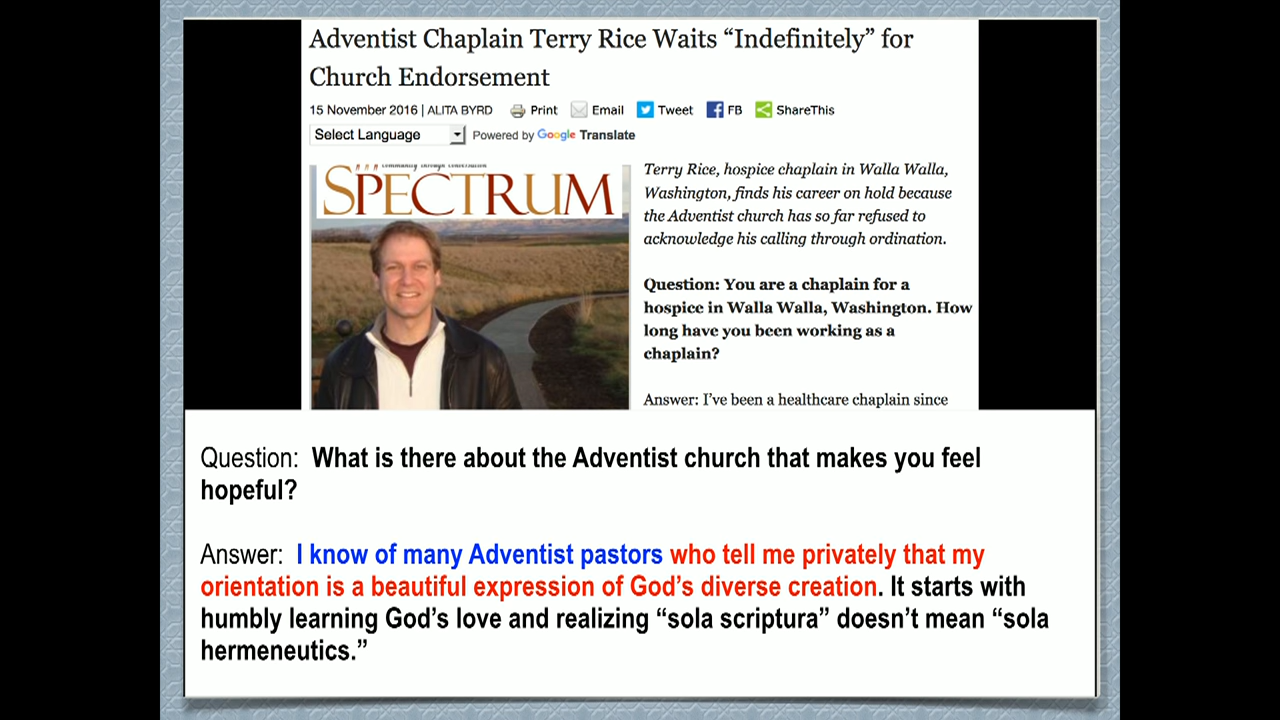 Adventist Chaplain Terry Rice Waits “Indefinitely” for
Church Endorsement
15 November 2016 | ALITA BYRD Print Email Tweet FB ShareThis
Select Language Powered by Google Translate
community through conversation
SPECTRUM
Terry Rice, hospice chaplain in Walla Walla,
Washington, finds his career on hold because
the Adventist church has so far refused to
acknowledge his calling through ordination.
Question: You are a chaplain for a
hospice in Walla Walla, Washington. How
long have you been working as a
chaplain?
Answer: I’ve been a healthcare chaplain since
Question: What is there about the Adventist church that makes you feel
hopeful?
Answer: I know of many Adventist pastors who tell me privately that my
orientation is a beautiful expression of God’s diverse creation. It starts with
humbly learning God’s love and realizing “sola scriptura” doesn’t mean “sola
hermeneutics.”